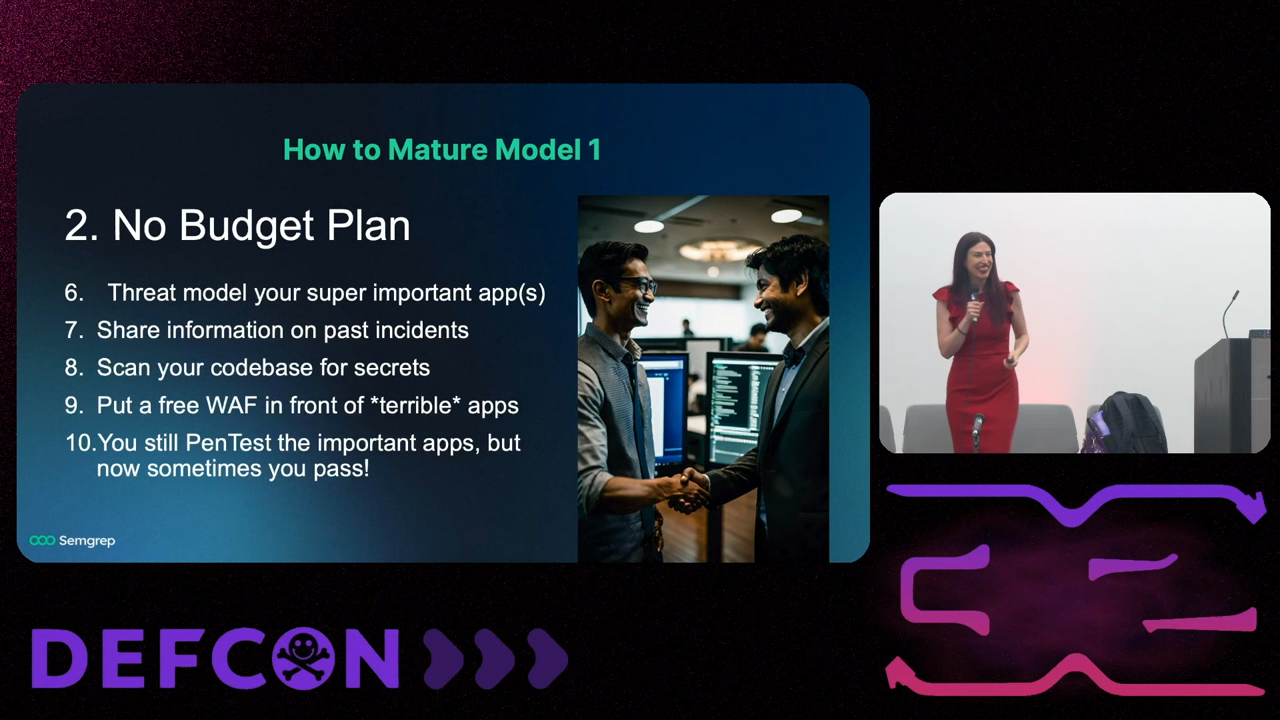 How to Mature Model 1
2. No Budget Plan
6. Threat model your super important app(s)
7. Share information on past incidents
8. Scan your codebase for secrets
9. Put a free WAF in front of *terrible* apps
10.You still PenTest the important apps, but
now sometimes you pass!
Semgrep
DEFCON